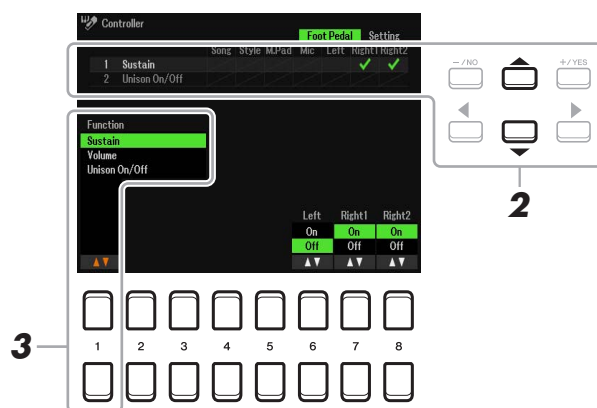 Controller
Foot Pedal Setting
Song Style M.Pad Mic Left Right1 Right2
1 Sustain
2 Unison On/Off
-/NO
+/YES
2
Function
Sustain
Volume
Unison On/Off
Left Right1 Right2
On On On
Off Off Off
3
1 2 3 4 5 6 7 8